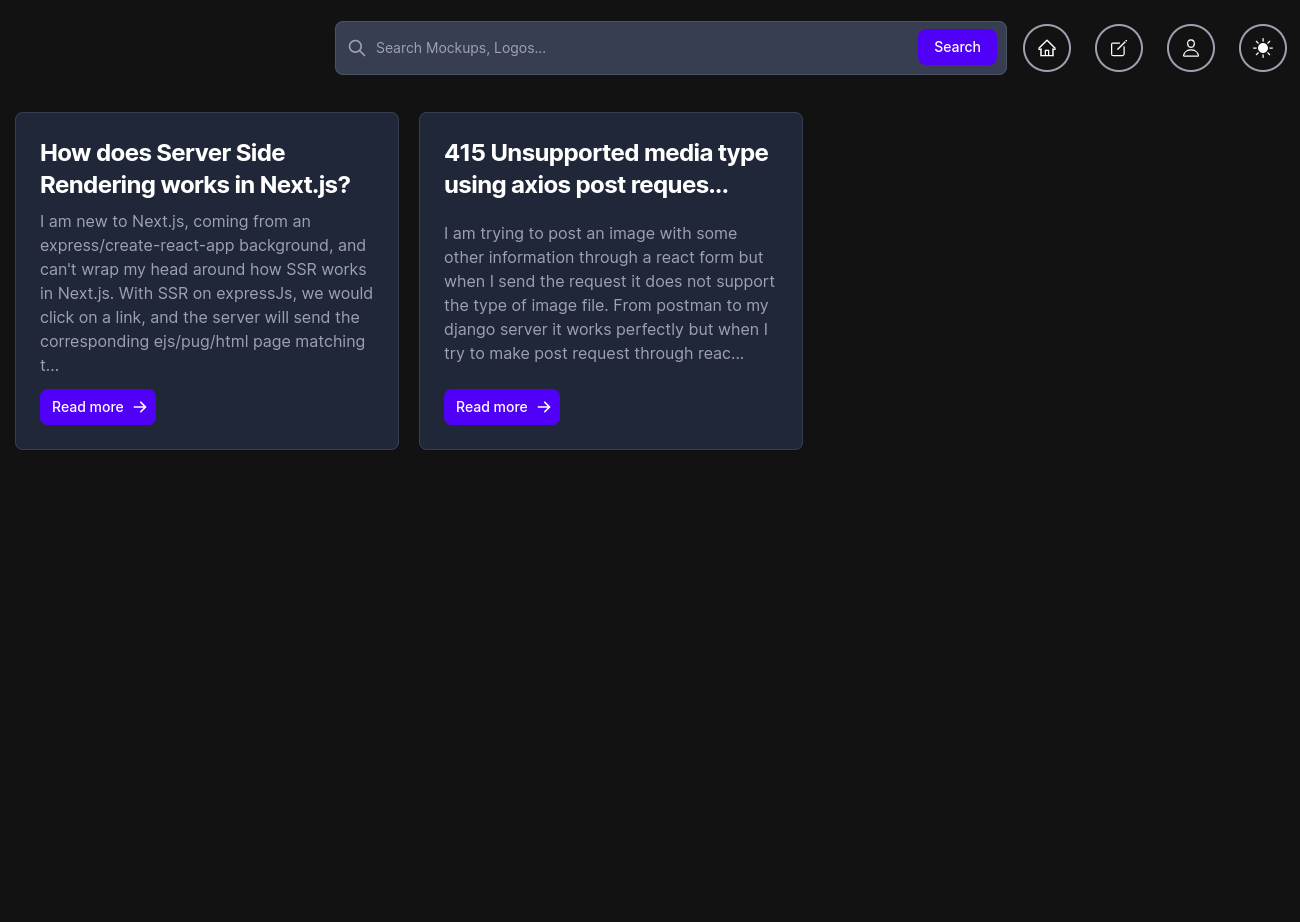 Search Mockups, Logos...
Search
How does Server Side
Rendering works in Next.js?
I am new to Next.js, coming from an
express/create-react-app background, and
can't wrap my head around how SSR works
in Next.js. With SSR on expressJs, we would
click on a link, and the server will send the
corresponding ejs/pug/html page matching
t...
Read more
415 Unsupported media type
using axios post reques...
I am trying to post an image with some
other information through a react form but
when I send the request it does not support
the type of image file. From postman to my
django server it works perfectly but when I
try to make post request through reac...
Read more